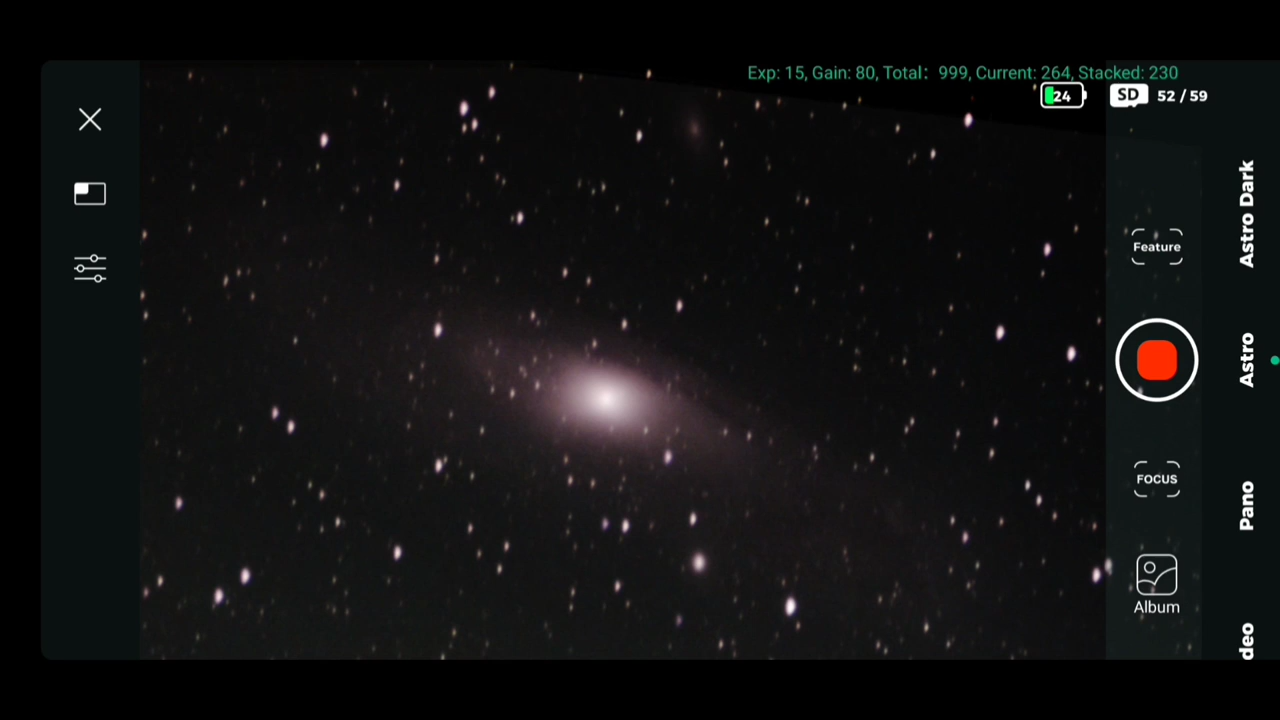 Exp: 15, Gain: 80, Total: 999, Current: 264, Stacked: 230
24
SD
52 / 59
Astro Dark
Feature
Astro
FOCUS
Pano
Album
deo